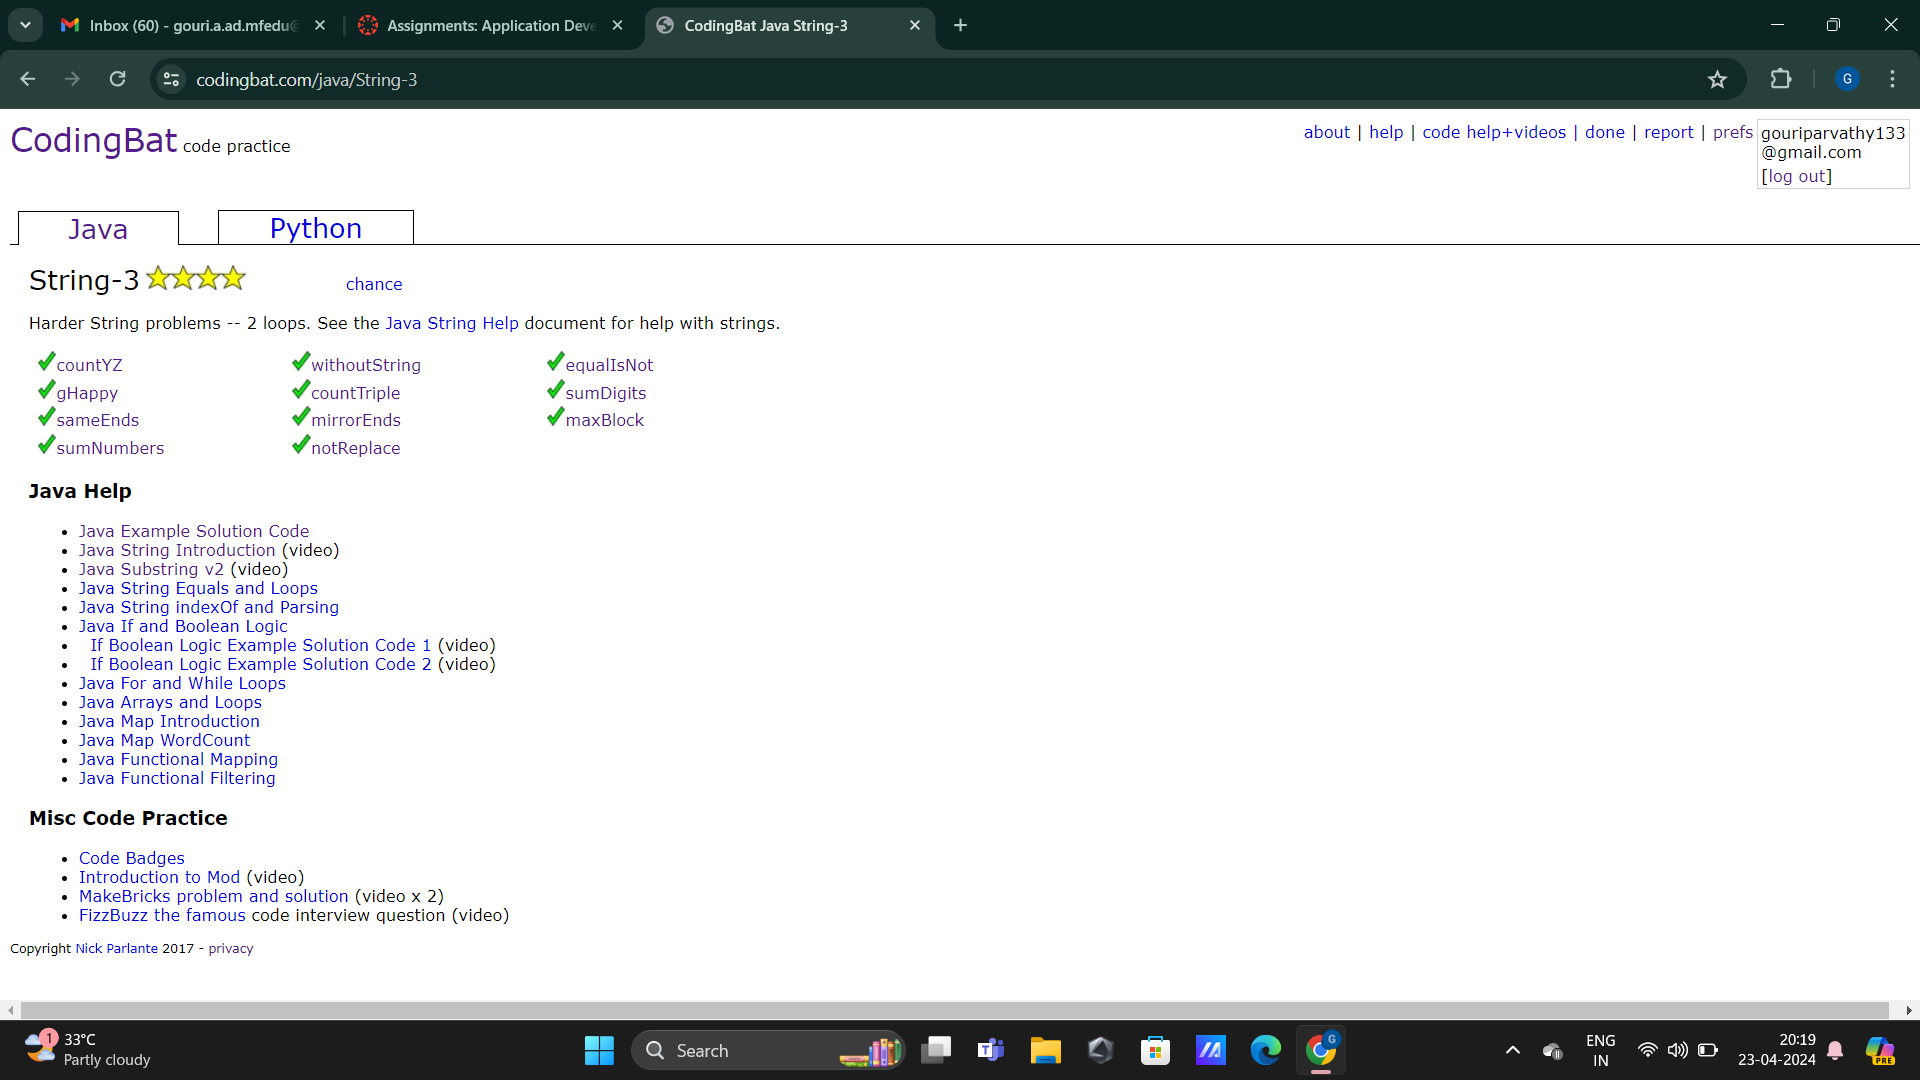 Inbox (60) - gouri.a.ad.mfedu@
Assignments: Application Deve
CodingBat Java String-3
codingbat.com/java/String-3
G
CodingBat code practice
about | help | code help+videos | done | report | prefs
gouriparvathy133
@gmail.com
[log out]
Java
Python
String-3
chance
Harder String problems -- 2 loops. See the Java String Help document for help with strings.
countYZ withoutString equalIsNot
gHappy countTriple sumDigits
sameEnds mirrorEnds maxBlock
sumNumbers notReplace
Java Help
Java Example Solution Code
Java String Introduction (video)
Java Substring v2 (video)
Java String Equals and Loops
Java String indexOf and Parsing
Java If and Boolean Logic
If Boolean Logic Example Solution Code 1 (video)
If Boolean Logic Example Solution Code 2 (video)
Java For and While Loops
Java Arrays and Loops
Java Map Introduction
Java Map WordCount
Java Functional Mapping
Java Functional Filtering
Misc Code Practice
Code Badges
Introduction to Mod (video)
MakeBricks problem and solution (video x 2)
FizzBuzz the famous code interview question (video)
Copyright Nick Parlante 2017 - privacy
1
33°C
Partly cloudy
Search
G
ENG
IN
20:19
23-04-2024
PRE